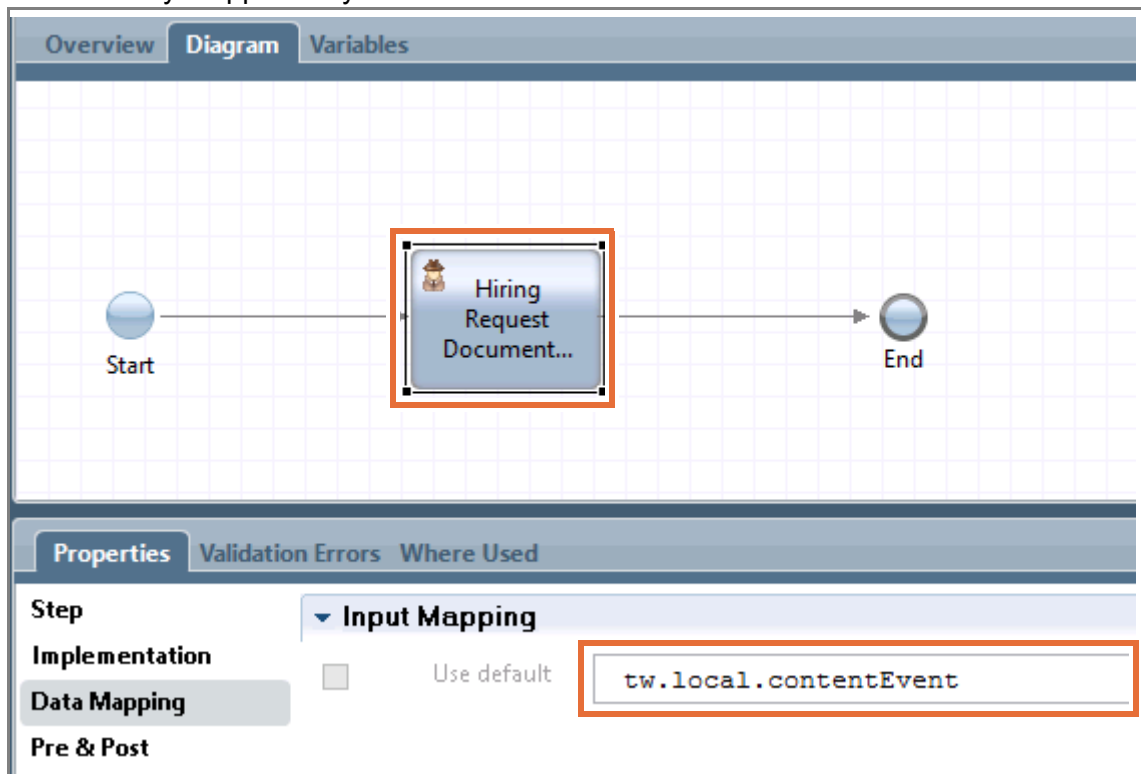 Overview Diagram Variables
Hiring
Request
Document...
Start
End
Properties Validation Errors Where Used
Step
Input Mapping
Implementation
Use default
tw.local.contentEvent
Data Mapping
Pre & Post